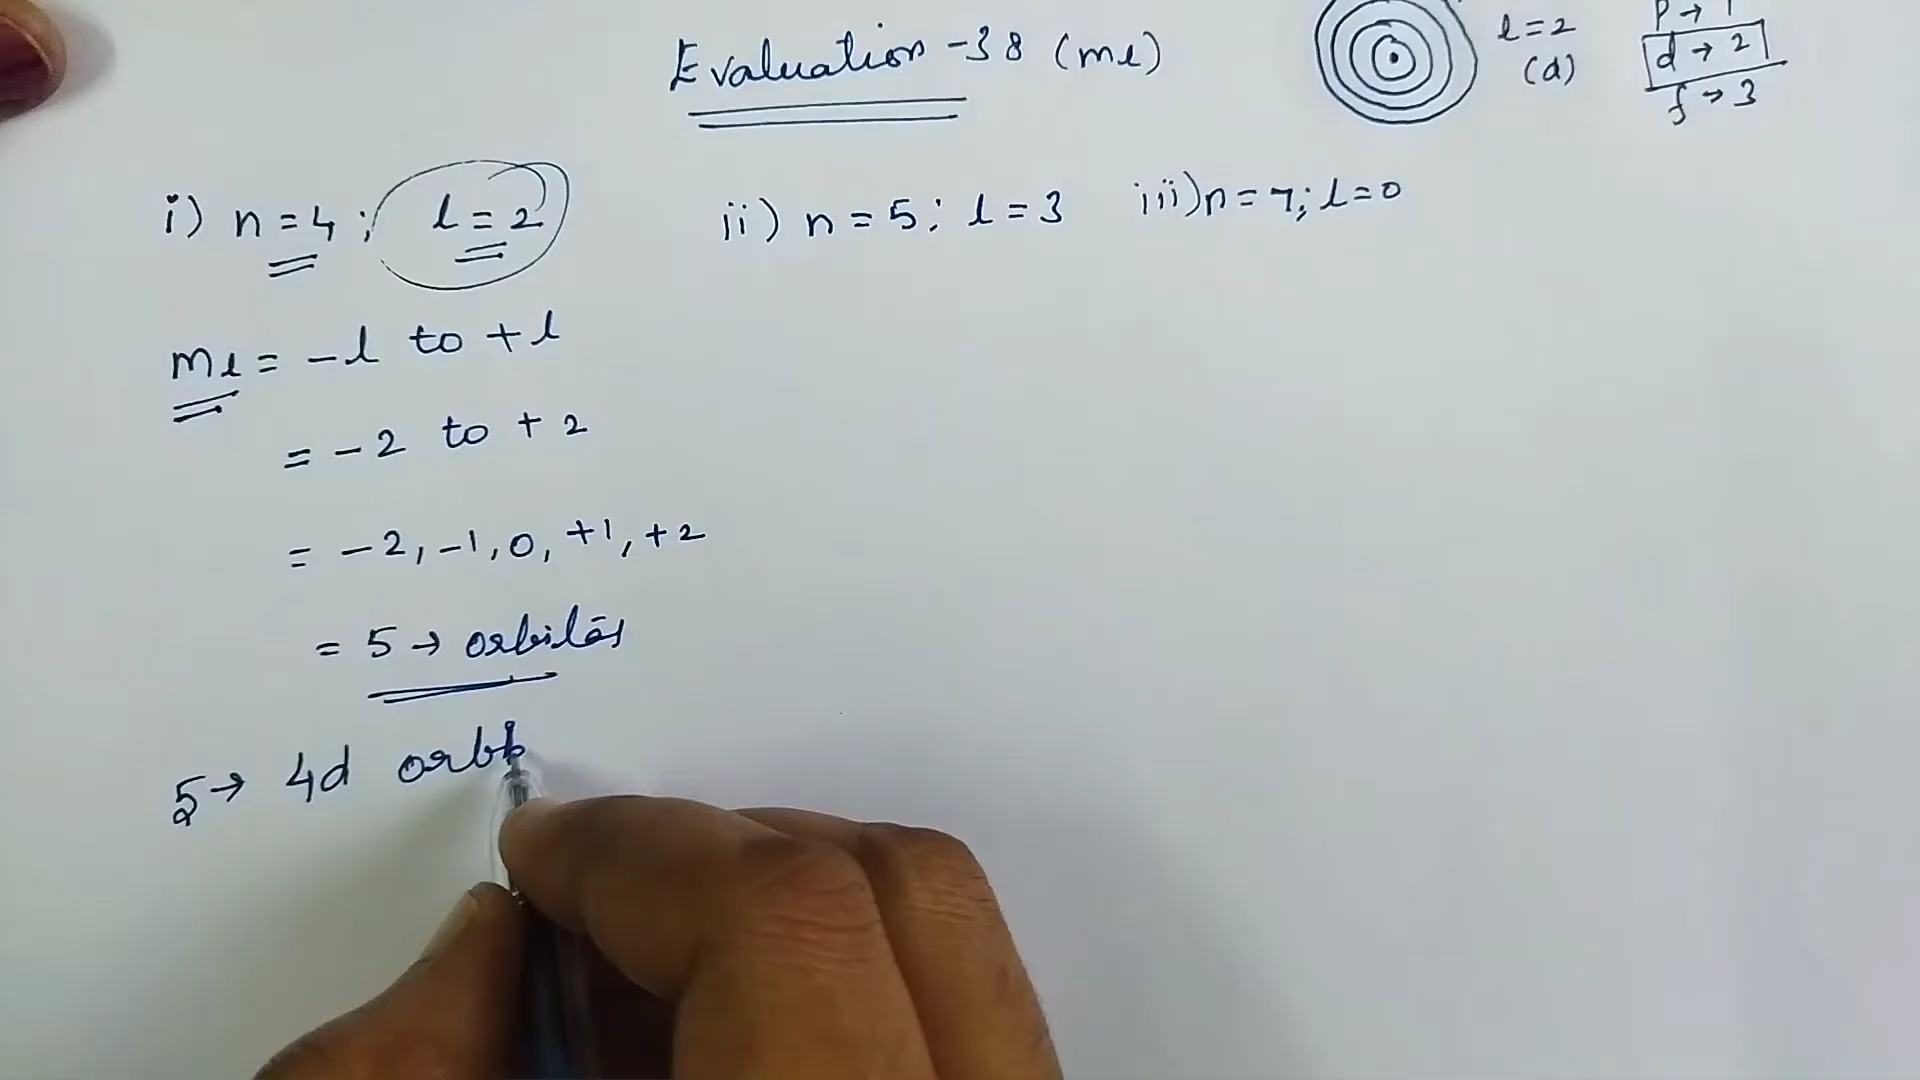 Evaluation - 38 (ml)
l = 2
(d)
p → 1
d → 2
f → 3
i) n = 4 ; l = 2
ii) n = 5 ; l = 3
iii) n = 7 ; l = 0
ml = -l to +l
= -2 to +2
= -2, -1, 0, +1, +2
= 5 → orbitals
5 → 4d orbi